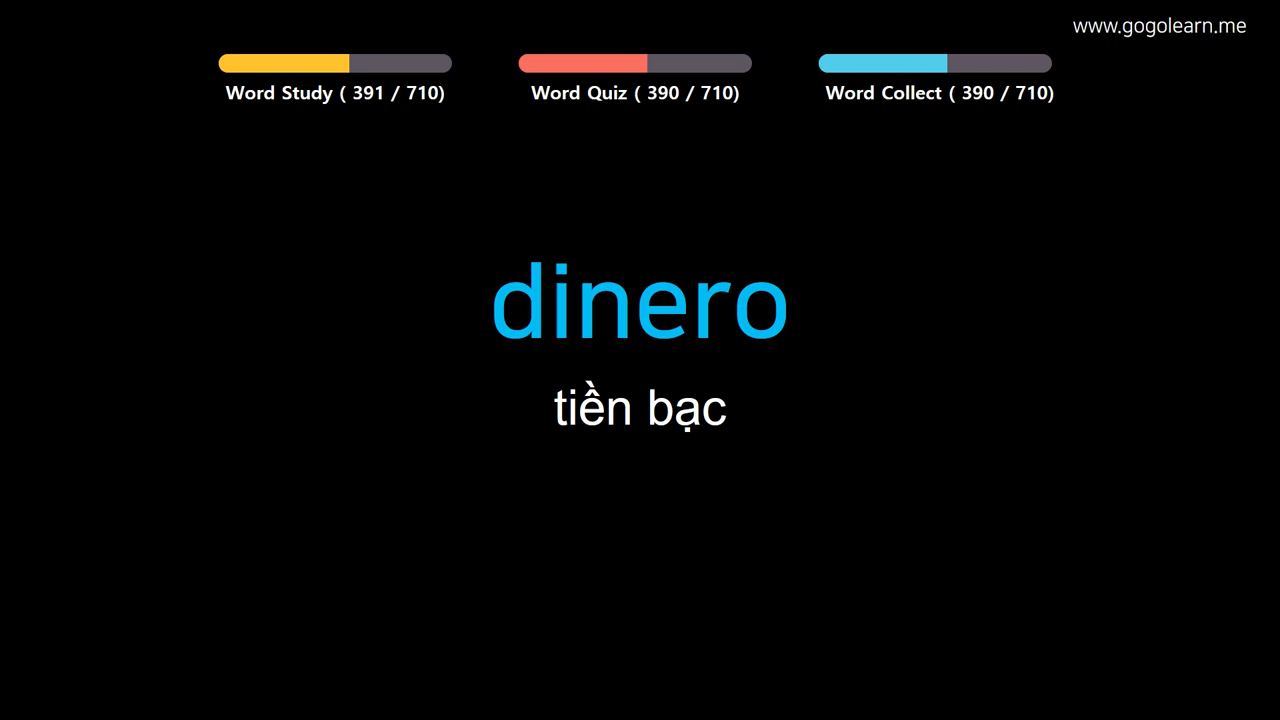 www.gogolearn.me
Word Study ( 391 / 710)
Word Quiz ( 390 / 710)
Word Collect ( 390 / 710)
dinero
tiền bạc